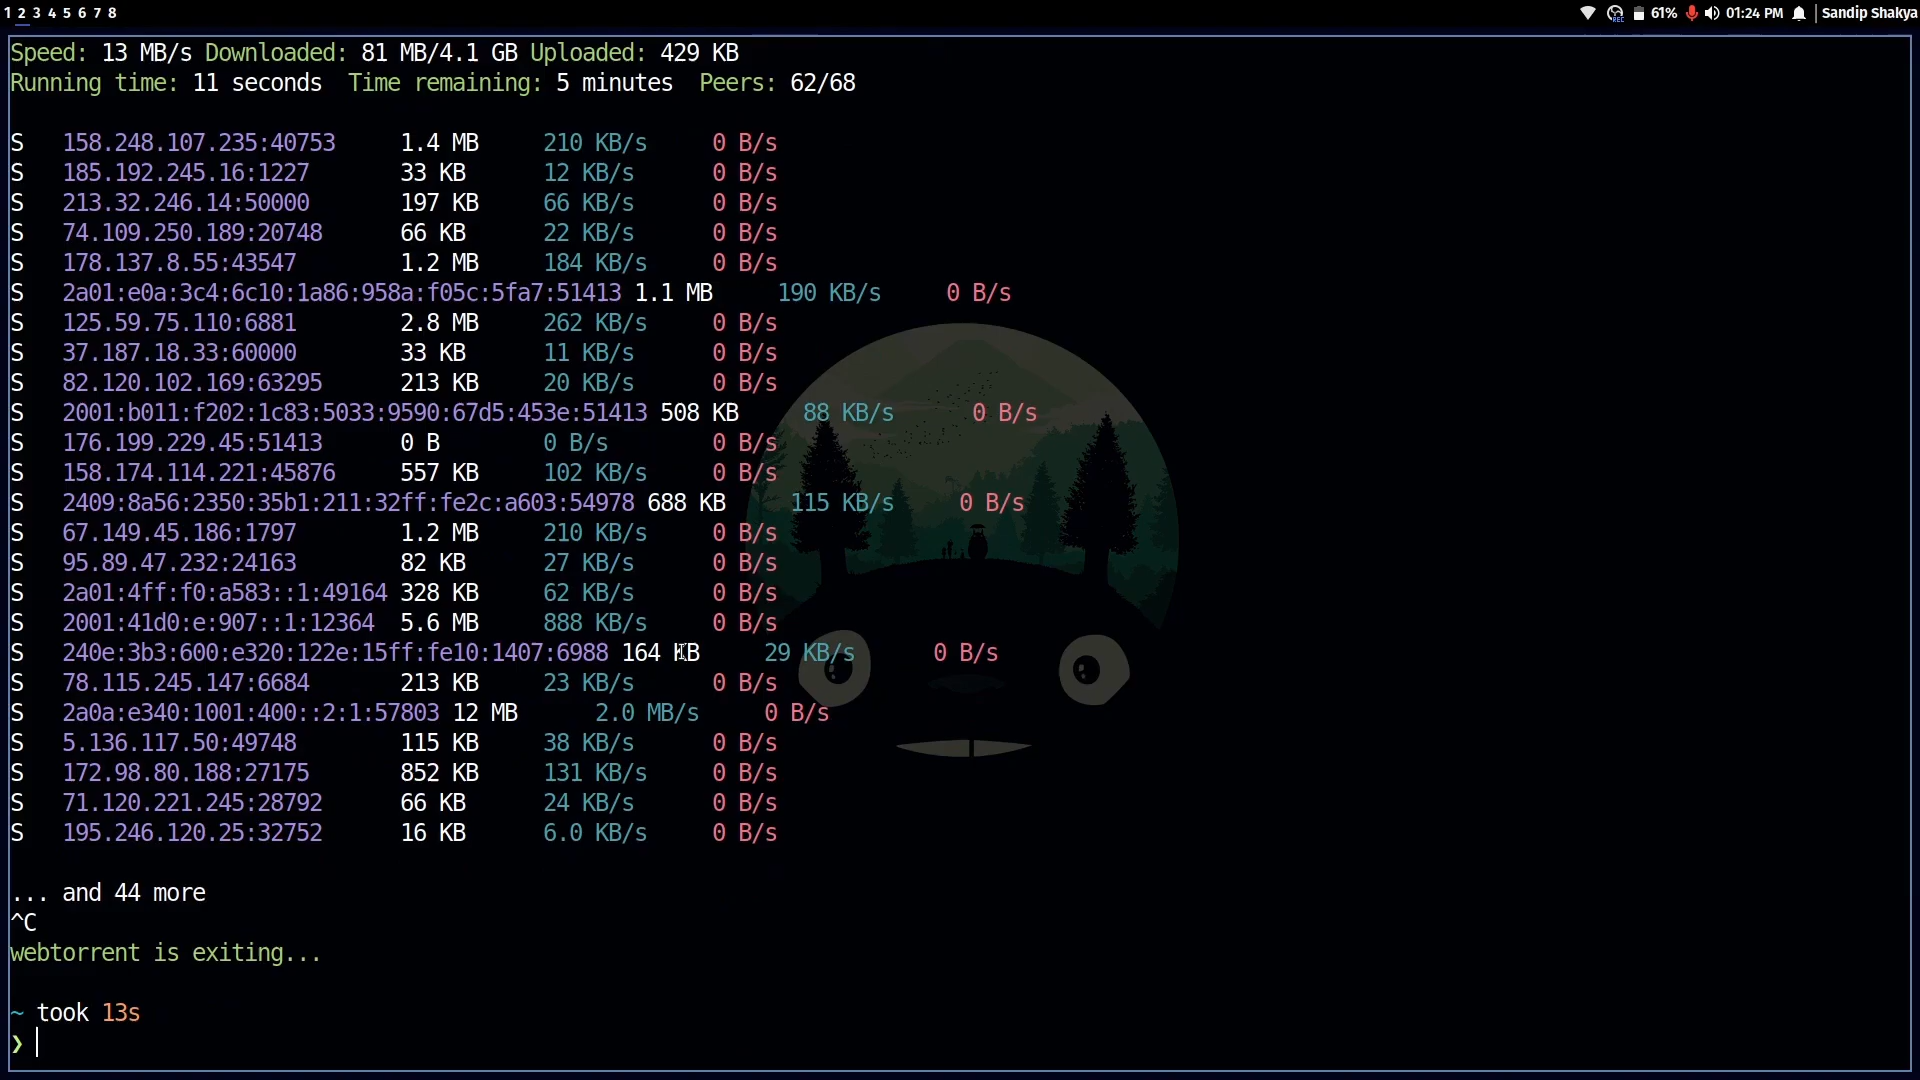 1 2 3 4 5 6 7 8 REC 61% 01:24 PM Sandip Shakya
Speed: 13 MB/s Downloaded: 81 MB/4.1 GB Uploaded: 429 KB
Running time: 11 seconds Time remaining: 5 minutes Peers: 62/68
S 158.248.107.235:40753 1.4 MB 210 KB/s 0 B/s
S 185.192.245.16:1227 33 KB 12 KB/s 0 B/s
S 213.32.246.14:50000 197 KB 66 KB/s 0 B/s
S 74.109.250.189:20748 66 KB 22 KB/s 0 B/s
S 178.137.8.55:43547 1.2 MB 184 KB/s 0 B/s
S 2a01:e0a:3c4:6c10:1a86:958a:f05c:5fa7:51413 1.1 MB 190 KB/s 0 B/s
S 125.59.75.110:6881 2.8 MB 262 KB/s 0 B/s
S 37.187.18.33:60000 33 KB 11 KB/s 0 B/s
S 82.120.102.169:63295 213 KB 20 KB/s 0 B/s
S 2001:b011:f202:1c83:5033:9590:67d5:453e:51413 508 KB 88 KB/s 0 B/s
S 176.199.229.45:51413 0 B 0 B/s 0 B/s
S 158.174.114.221:45876 557 KB 102 KB/s 0 B/s
S 2409:8a56:2350:35b1:211:32ff:fe2c:a603:54978 688 KB 115 KB/s 0 B/s
S 67.149.45.186:1797 1.2 MB 210 KB/s 0 B/s
S 95.89.47.232:24163 82 KB 27 KB/s 0 B/s
S 2a01:4ff:f0:a583::1:49164 328 KB 62 KB/s 0 B/s
S 2001:41d0:e:907::1:12364 5.6 MB 888 KB/s 0 B/s
S 240e:3b3:600:e320:122e:15ff:fe10:1407:6988 164 KB 29 KB/s 0 B/s
S 78.115.245.147:6684 213 KB 23 KB/s 0 B/s
S 2a0a:e340:1001:400::2:1:57803 12 MB 2.0 MB/s 0 B/s
S 5.136.117.50:49748 115 KB 38 KB/s 0 B/s
S 172.98.80.188:27175 852 KB 131 KB/s 0 B/s
S 71.120.221.245:28792 66 KB 24 KB/s 0 B/s
S 195.246.120.25:32752 16 KB 6.0 KB/s 0 B/s
... and 44 more
^C
webtorrent is exiting...
~ took 13s
❯